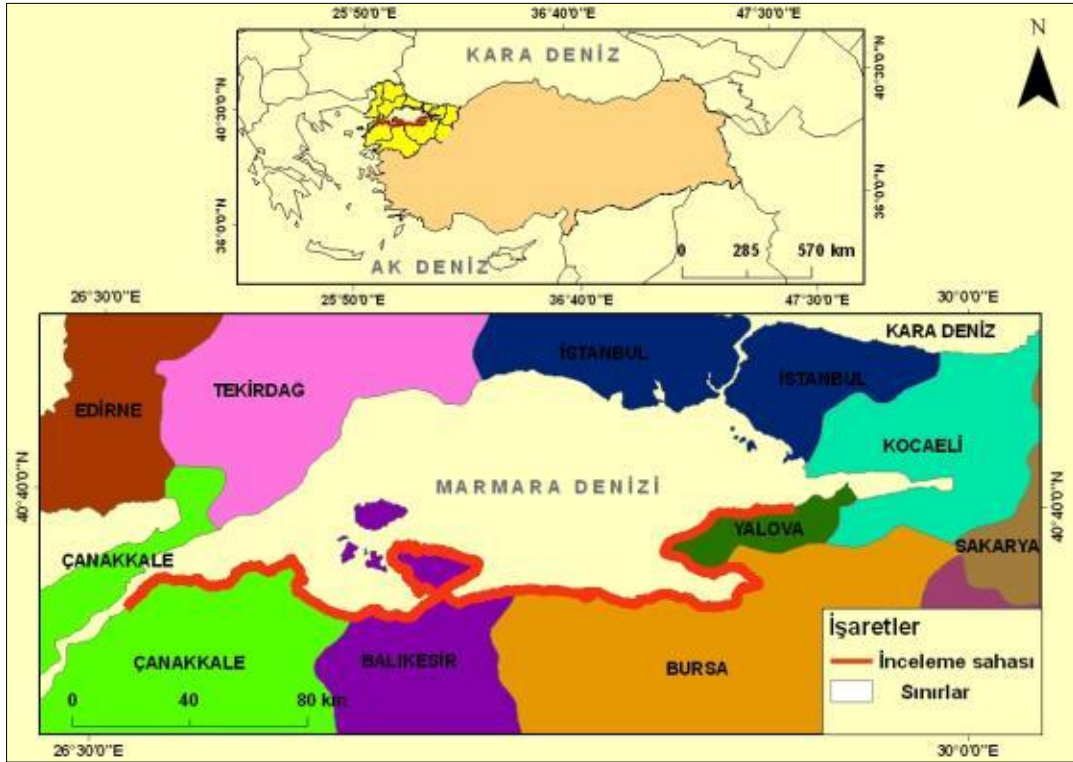 25°50'0"E 36°40'0"E 47°30'0"E
N
KARA DENİZ
40°30'0"N
40°30'0"N
36°0'0"N
36°0'0"N
0 285 570 km
AK DENİZ
25°50'0"E 36°40'0"E 47°30'0"E
26°30'0"E 30°0'0"E
KARA DENİZ
İSTANBUL
İSTANBUL
TEKİRDAĞ
EDİRNE
KOCAELİ
40°40'0"N
MARMARA DENİZİ
40°40'0"N
YALOVA
SAKARYA
ÇANAKKALE
ÇANAKKALE
BALIKESİR
BURSA
İşaretler
İnceleme sahası
Sınırlar
0 40 80 km
26°30'0"E 30°0'0"E